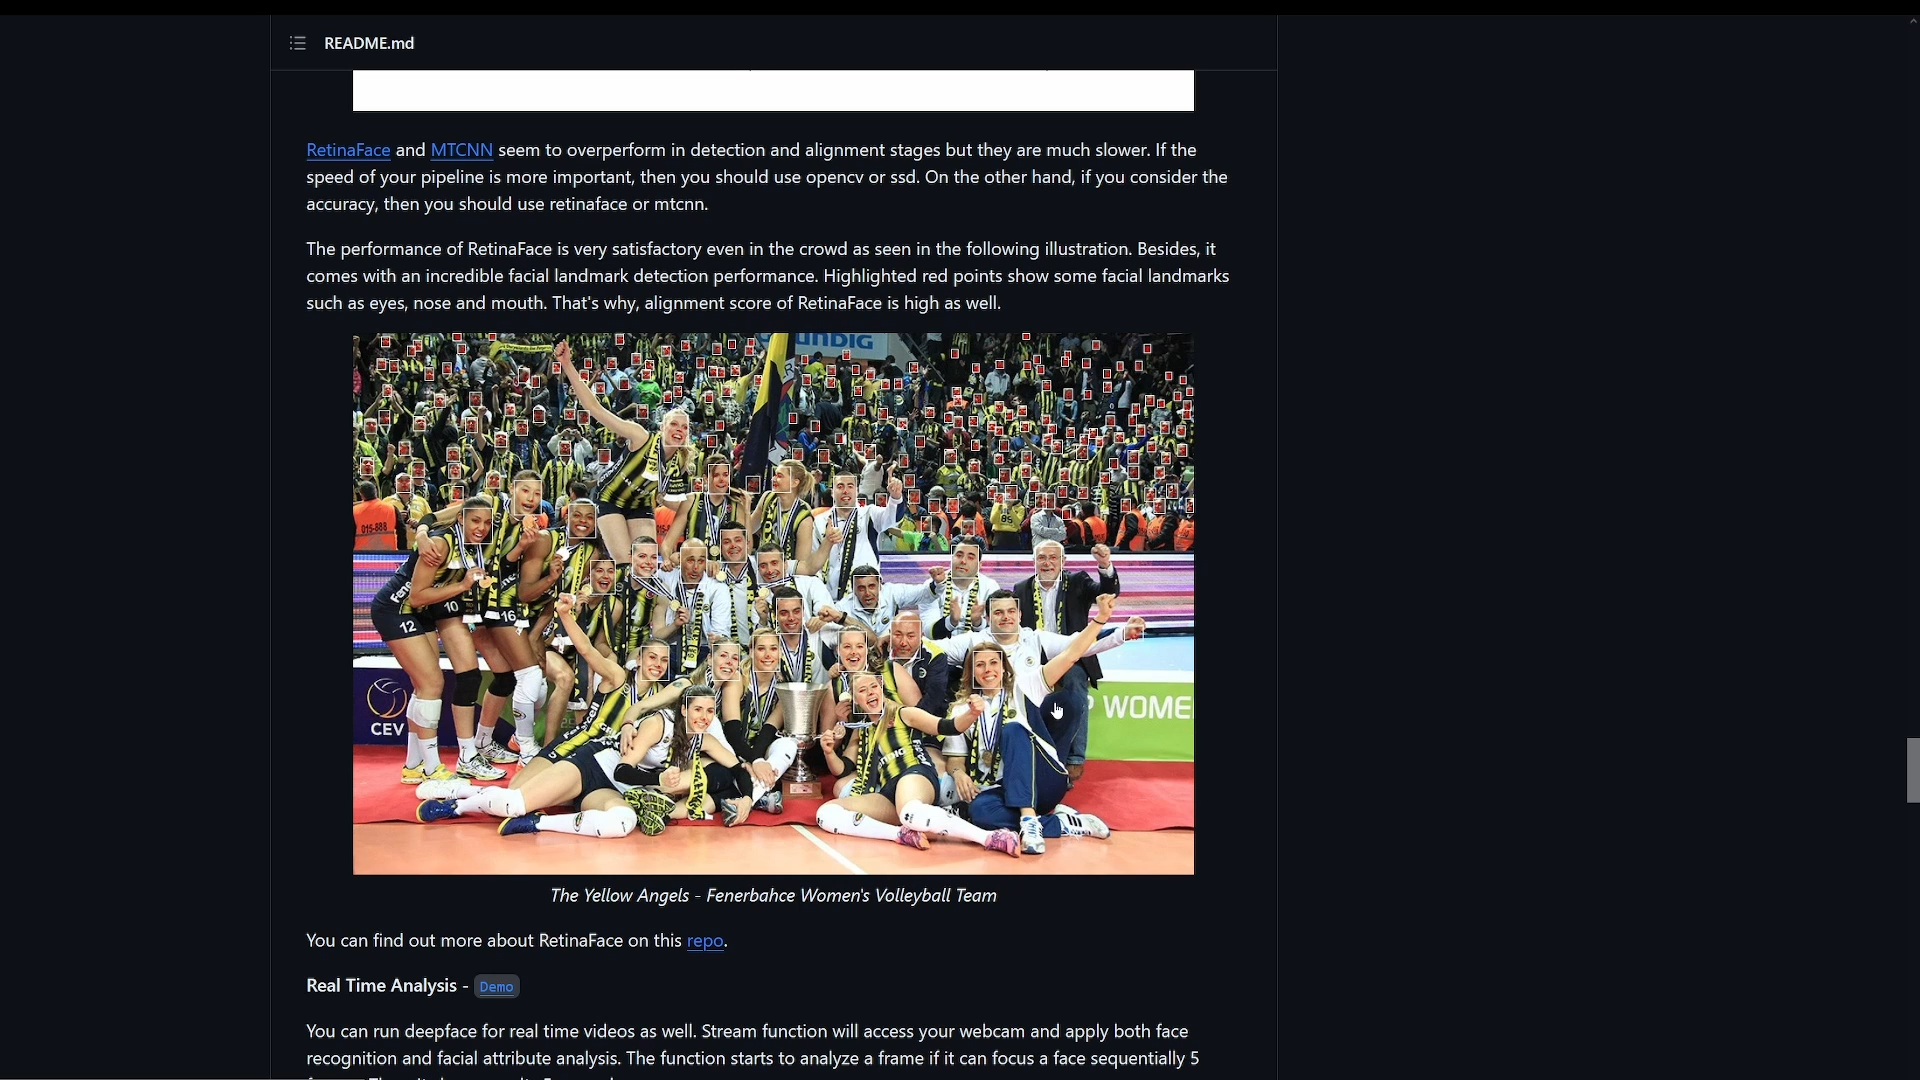 README.md
RetinaFace and MTCNN seem to overperform in detection and alignment stages but they are much slower. If the
speed of your pipeline is more important, then you should use opencv or ssd. On the other hand, if you consider the
accuracy, then you should use retinaface or mtcnn.
The performance of RetinaFace is very satisfactory even in the crowd as seen in the following illustration. Besides, it
comes with an incredible facial landmark detection performance. Highlighted red points show some facial landmarks
such as eyes, nose and mouth. That's why, alignment score of RetinaFace is high as well.
10
16
12
CEV
WOME
The Yellow Angels - Fenerbahce Women's Volleyball Team
You can find out more about RetinaFace on this repo.
Real Time Analysis - Demo
You can run deepface for real time videos as well. Stream function will access your webcam and apply both face
recognition and facial attribute analysis. The function starts to analyze a frame if it can focus a face sequentially 5